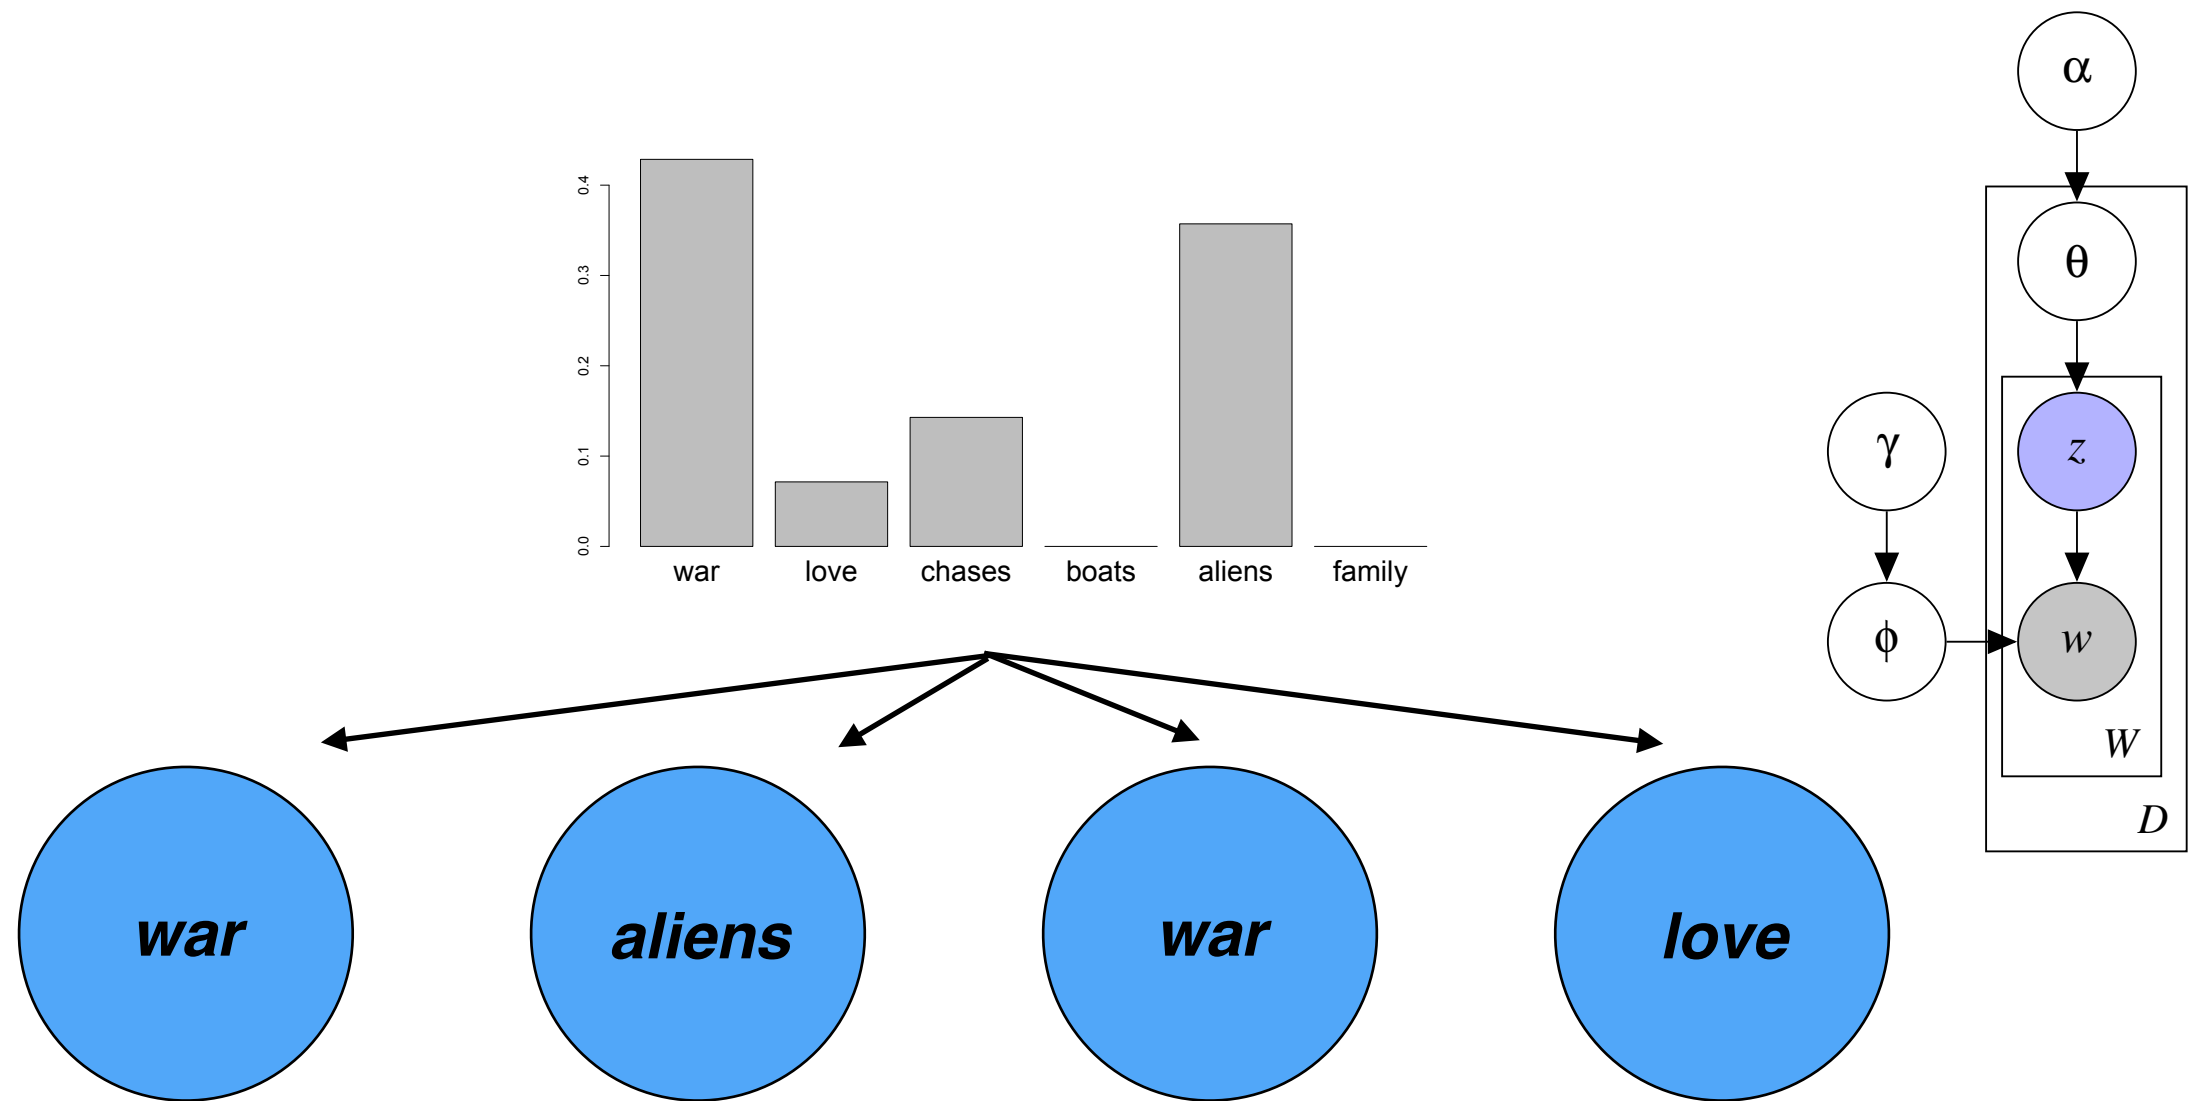 α
θ
γ
z
φ
w
W
D
0.4
0.3
0.2
0.1
0.0
war love chases boats aliens family
war aliens war love